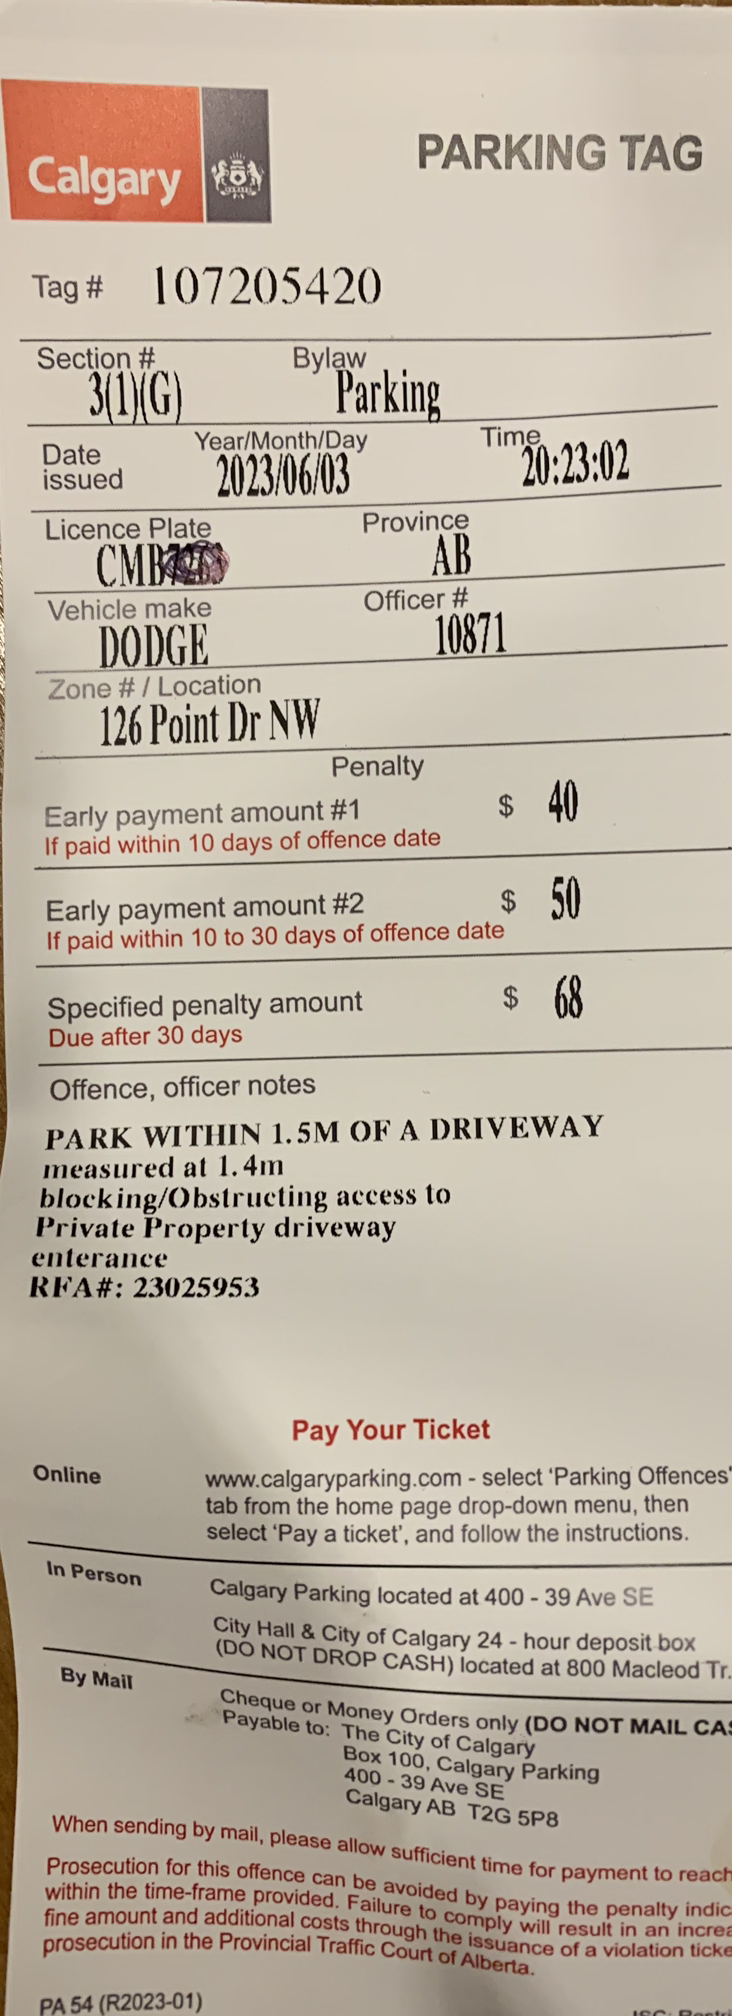 Calgary
PARKING TAG
Tag # 107205420
Section # Bylaw
3(1)(G) Parking
Date issued Year/Month/Day Time
2023/06/03 20:23:02
Licence Plate Province
CMB AB
Vehicle make Officer #
DODGE 10871
Zone # / Location
126 Point Dr NW
Penalty
Early payment amount #1 $ 40
If paid within 10 days of offence date
Early payment amount #2 $ 50
If paid within 10 to 30 days of offence date
Specified penalty amount $ 68
Due after 30 days
Offence, officer notes
PARK WITHIN 1.5M OF A DRIVEWAY
measured at 1.4m
blocking/Obstructing access to
Private Property driveway
enterance
RFA#: 23025953
Pay Your Ticket
Online www.calgaryparking.com - select 'Parking Offences'
tab from the home page drop-down menu, then
select 'Pay a ticket', and follow the instructions.
In Person Calgary Parking located at 400 - 39 Ave SE
City Hall & City of Calgary 24 - hour deposit box
(DO NOT DROP CASH) located at 800 Macleod Tr.
By Mail Cheque or Money Orders only (DO NOT MAIL
Payable to: The City of Calgary
Box 100, Calgary Parking
400 - 39 Ave SE
Calgary AB T2G 5P8
When sending by mail, please allow sufficient time for payment to reach
Prosecution for this offence can be avoided by paying the penalty
within the time-frame provided. Failure to comply will result in an
fine amount and additional costs through the issuance of a violation
prosecution in the Provincial Traffic Court of Alberta.
PA 54 (R2023-01)